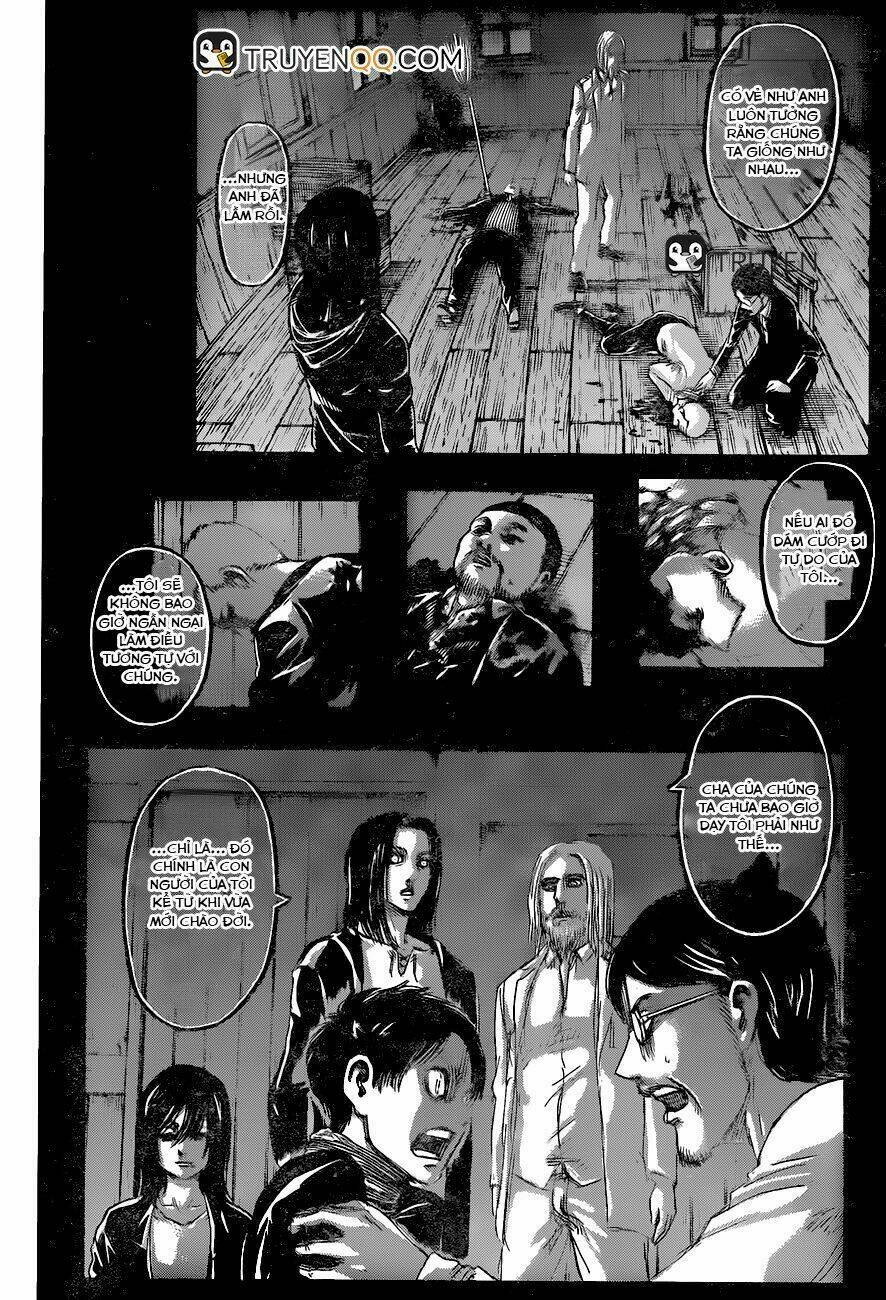 TRUYENQQ.COM
CÓ VẺ NHƯ ANH
LUÔN TƯỞNG
RẰNG CHÚNG
TA GIỐNG NHƯ
NHAU...
...NHƯNG
ANH ĐÃ
LẦM RỒI.
TRUYEN
NẾU AI ĐÓ
DÁM CƯỚP ĐI
TỰ DO CỦA
TÔI...
...TÔI SẼ
KHÔNG BAO
GIỜ NGẦN NGẠI
LÀM ĐIỀU
TƯƠNG TỰ VỚI
CHÚNG.
CHA CỦA CHÚNG
TA CHƯA BAO GIỜ
DẠY TÔI PHẢI NHƯ
THẾ...
...CHỈ LÀ... ĐÓ
CHÍNH LÀ CON
NGƯỜI CỦA TÔI
KỂ TỪ KHI VỪA
MỚI CHÀO ĐỜI.